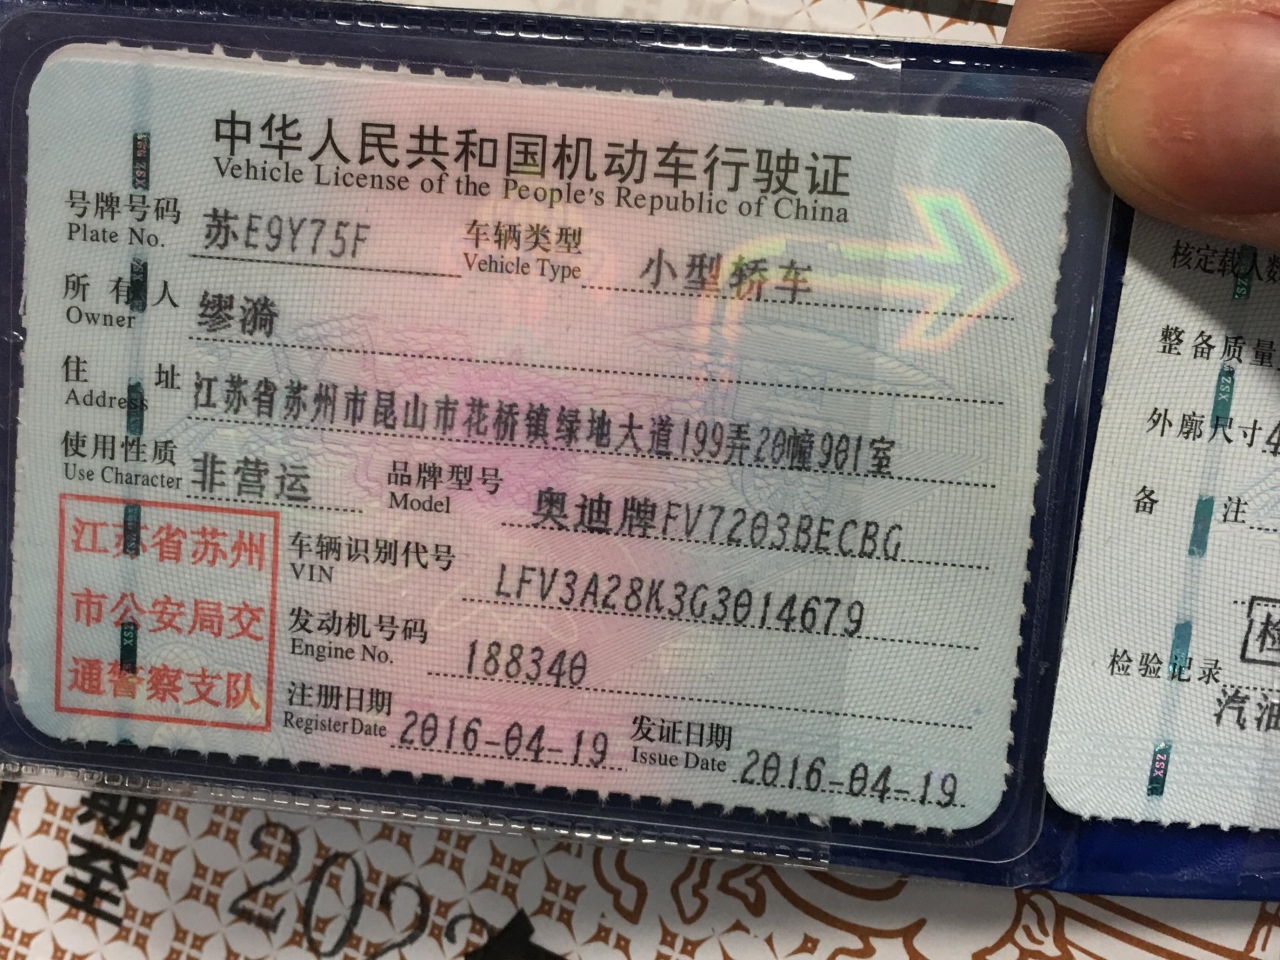 中华人民共和国机动车行驶证
Vehicle License of the People's Republic of China
号牌号码 苏E9Y75F 车辆类型 小型轿车
Plate No. Vehicle Type
所有人 缪漪
Owner
住址 江苏省苏州市昆山市花桥镇绿地大道199弄20幢901室
Address
使用性质 非营运 品牌型号 奥迪牌FV7203BECBG
Use Character Model
江苏省苏州
市公安局交
通警察支队
车辆识别代号 LFV3A28K3G3014679
VIN
发动机号码 188340
Engine No.
注册日期 2016-04-19 发证日期 2016-04-19
Register Date Issue Date
核定载人数
整备质量
外廓尺寸
备注
检验记录
汽油
期
至
202